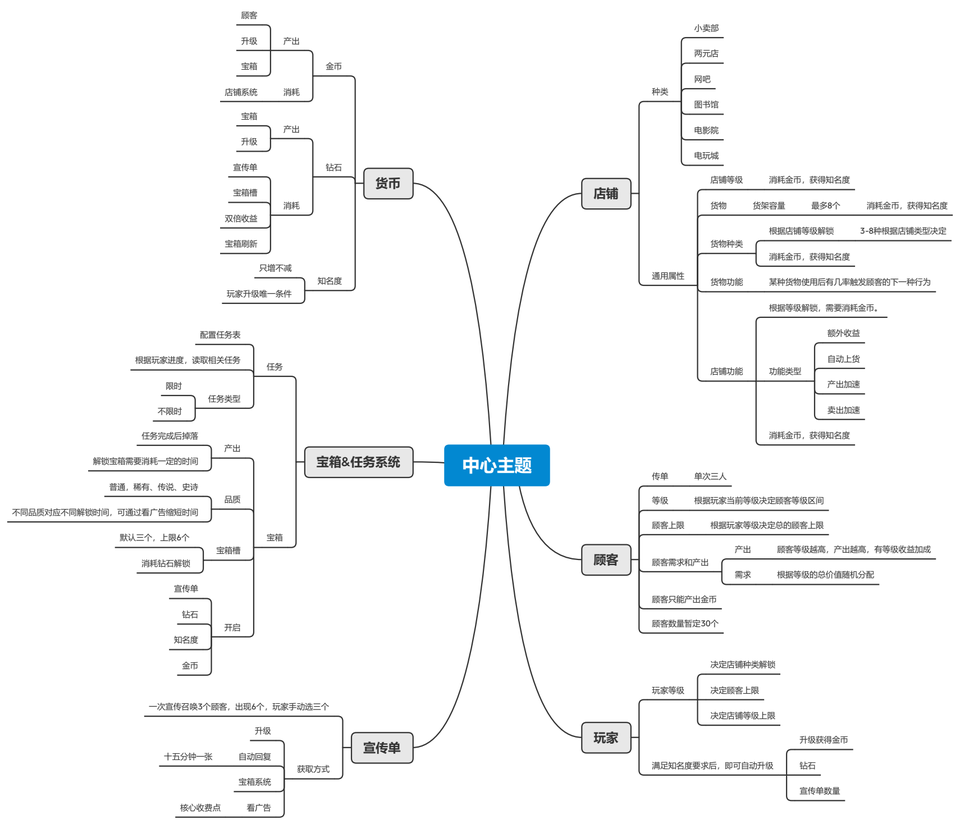 中心主题
货币
金币
产出
顾客
升级
宝箱
消耗
店铺系统
钻石
产出
宝箱
升级
消耗
宣传单
宝箱槽
双倍收益
宝箱刷新
知名度
只增不减
玩家升级唯一条件
宝箱&任务系统
任务
配置任务表
根据玩家进度，读取相关任务
任务类型
限时
不限时
宝箱
产出
任务完成后掉落
解锁宝箱需要消耗一定的时间
品质
普通，稀有、传说、史诗
不同品质对应不同解锁时间，可通过看广告缩短时间
宝箱槽
默认三个，上限6个
消耗钻石解锁
开启
宣传单
钻石
知名度
金币
宣传单
一次宣传召唤3个顾客，出现6个，玩家手动选三个
获取方式
升级
自动回复
十五分钟一张
宝箱系统
看广告
核心收费点
店铺
种类
小卖部
两元店
网吧
图书馆
电影院
电玩城
通用属性
店铺等级
消耗金币，获得知名度
货物
货架容量
最多8个
消耗金币，获得知名度
货物种类
根据店铺等级解锁
3-8种根据店铺类型决定
消耗金币，获得知名度
货物功能
某种货物使用后有几率触发顾客的下一种行为
店铺功能
根据等级解锁，需要消耗金币。
功能类型
额外收益
自动上货
产出加速
卖出加速
消耗金币，获得知名度
顾客
传单
单次三人
等级
根据玩家当前等级决定顾客等级区间
顾客上限
根据玩家等级决定总的顾客上限
顾客需求和产出
产出
顾客等级越高，产出越高，有等级收益加成
需求
根据等级的总价值随机分配
顾客只能产出金币
顾客数量暂定30个
玩家
玩家等级
决定店铺种类解锁
决定顾客上限
决定店铺等级上限
满足知名度要求后，即可自动升级
升级获得金币
钻石
宣传单数量